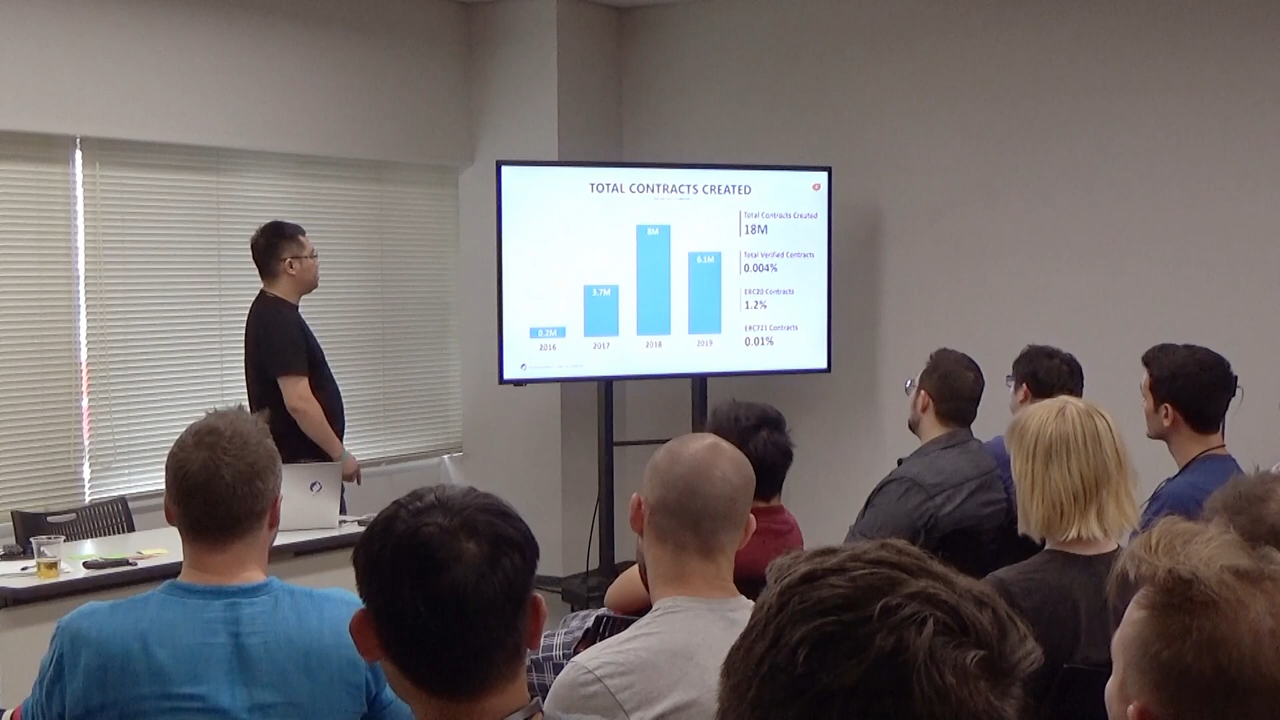 TOTAL CONTRACTS CREATED
8M
6.1M
3.7M
0.2M
2016
2017
2018
2019
Total Contracts Created
18M
Total Verified Contracts
0.004%
ERC20 Contracts
1.2%
ERC721 Contracts
0.01%